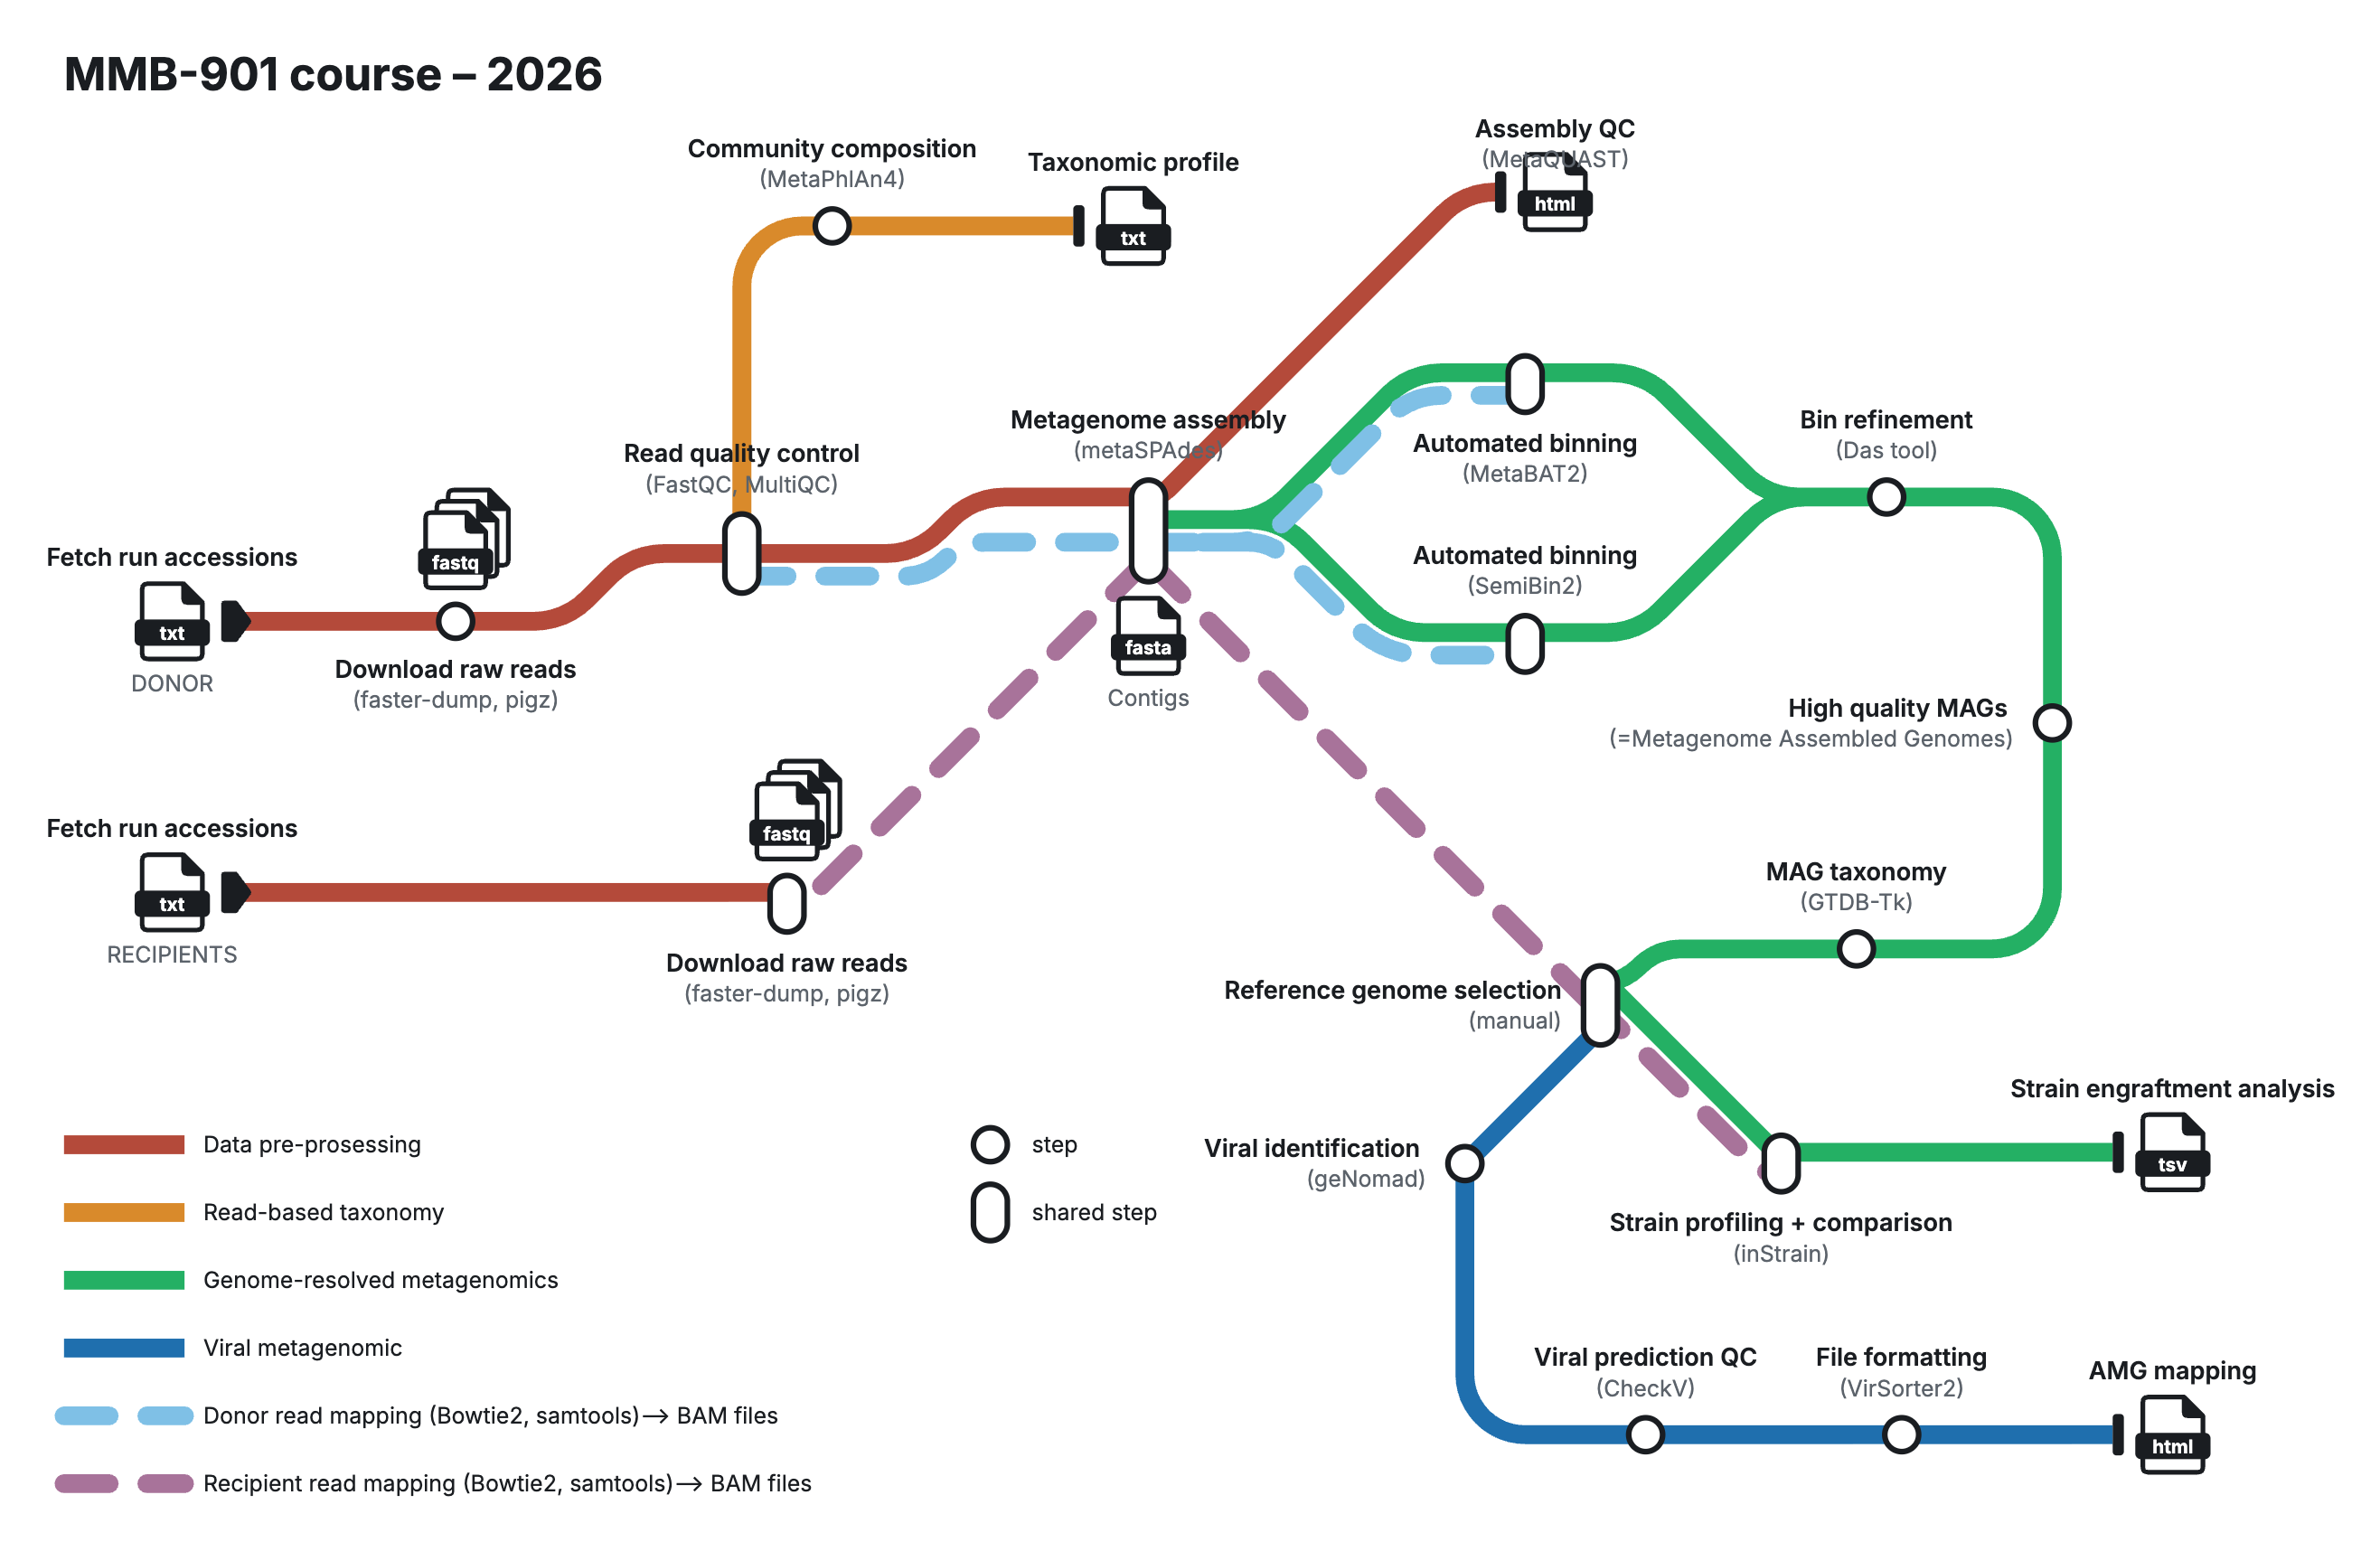 MMB-901 course – 2026
Community composition
(MetaPhlAn4)
Taxonomic profile
txt
Assembly QC
(MetaQUAST)
html
Read quality control
(FastQC, MultiQC)
Metagenome assembly
(metaSPAdes)
Automated binning
(MetaBAT2)
Bin refinement
(Das tool)
Fetch run accessions
txt
DONOR
fastq
Download raw reads
(faster-dump, pigz)
fasta
Contigs
Automated binning
(SemiBin2)
High quality MAGs
(=Metagenome Assembled Genomes)
Fetch run accessions
txt
RECIPIENTS
fastq
Download raw reads
(faster-dump, pigz)
MAG taxonomy
(GTDB-Tk)
Reference genome selection
(manual)
Strain engraftment analysis
tsv
Viral identification
(geNomad)
Strain profiling + comparison
(inStrain)
Viral prediction QC
(CheckV)
File formatting
(VirSorter2)
AMG mapping
html
Data pre-prosessing
Read-based taxonomy
Genome-resolved metagenomics
Viral metagenomic
Donor read mapping (Bowtie2, samtools)→ BAM files
Recipient read mapping (Bowtie2, samtools)→ BAM files
step
shared step